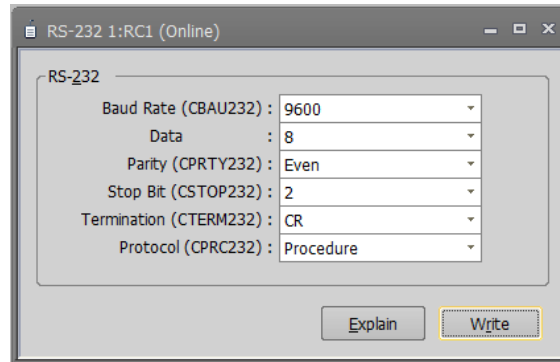 RS-232 1:RC1 (Online)
RS-232
Baud Rate (CBAU232) : 9600
Data : 8
Parity (CPRTY232) : Even
Stop Bit (CSTOP232) : 2
Termination (CTERM232) : CR
Protocol (CPRC232) : Procedure
Explain Write